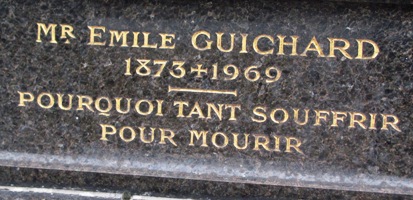 MR EMILE GUICHARD
1873+1969
POURQUOI TANT SOUFFRIR
POUR MOURIR